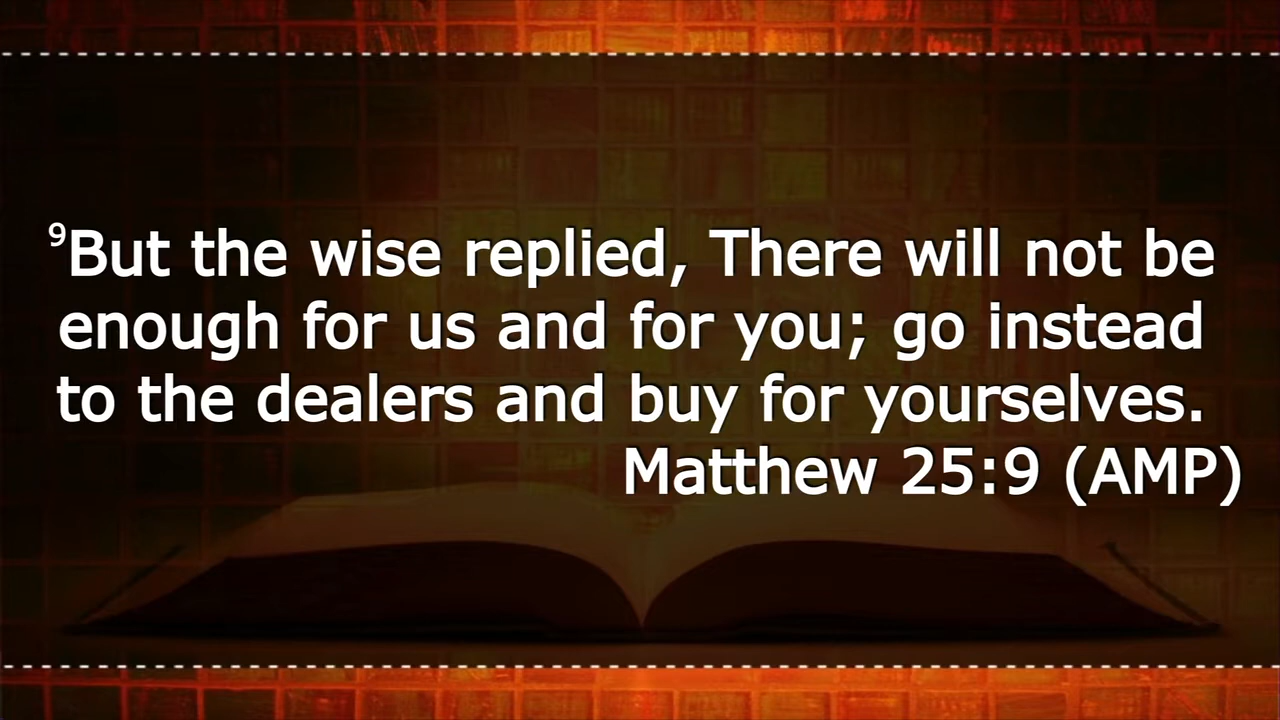 ⁹But the wise replied, There will not be
enough for us and for you; go instead
to the dealers and buy for yourselves.
Matthew 25:9 (AMP)